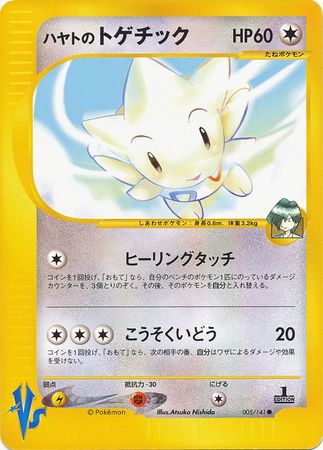 ハヤトのトゲチック HP60
たねポケモン
しあわせポケモン：身長0.6m、体重3.2kg
ヒーリングタッチ
コインを1回投げ、「おもて」なら、自分のベンチのポケモン1匹にのっているダメージ
カウンターを、3個とりのぞく。その後、そのポケモンを自分と入れ替える。
こうそくいどう 20
コインを1回投げ、「おもて」なら、次の相手の番、自分はワザによるダメージや効果
を受けない。
弱点 抵抗力 -30 にげる
VS
©Pokémon Illus.Atsuko Nishida 005/141 ●
1
EDITION